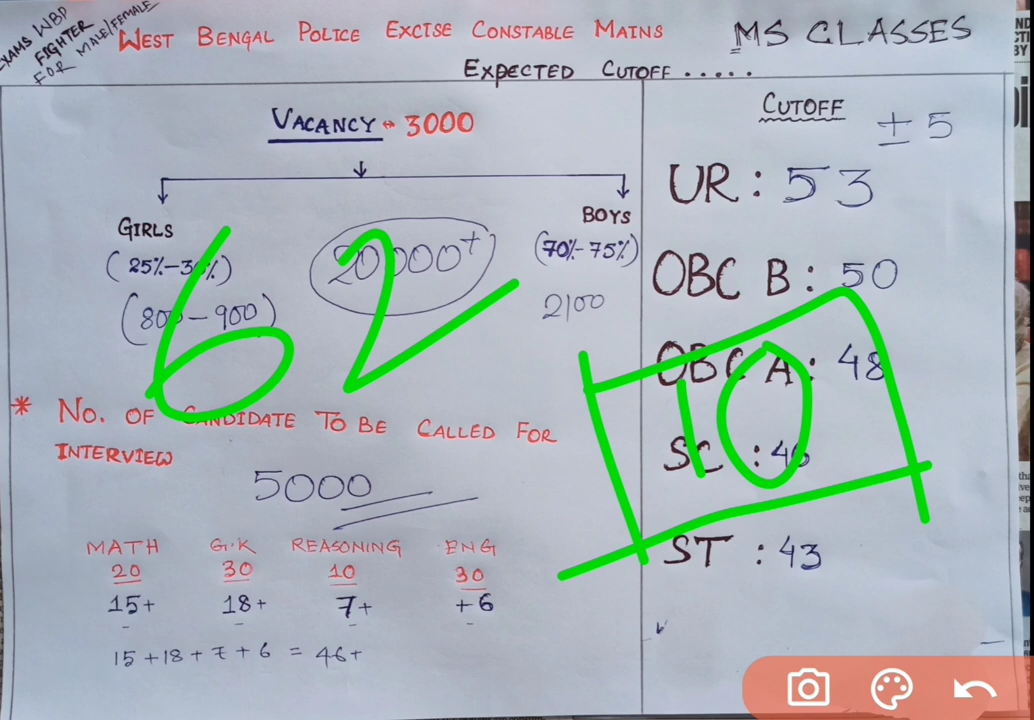 EXAMS WBP
FIGHTER
FOR MALE/FEMALE
WEST BENGAL POLICE EXCISE CONSTABLE MAINS
MS CLASSES
EXPECTED CUTOFF .....
VACANCY → 3000
GIRLS
(25%-30%)
(800-900)
20000+
BOYS
(70%-75%)
2100
62
* NO. OF CANDIDATE TO BE CALLED FOR
INTERVIEW
5000
MATH G.K REASONING ENG
20 30 10 30
15+ 18+ 7+ +6
15+18+7+6 = 46+
CUTOFF
±5
UR: 53
OBC B: 50
OBC A: 48
10
SC : 46
ST : 43